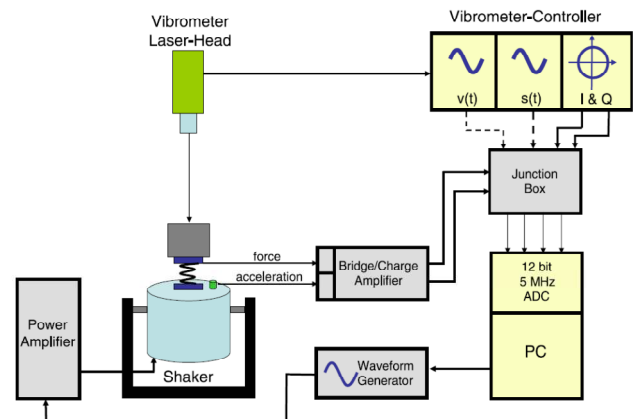 Vibrometer
Laser-Head
Vibrometer-Controller
v(t)
s(t)
I & Q
Junction
Box
force
acceleration
Bridge/Charge
Amplifier
12 bit
5 MHz
ADC
PC
Power
Amplifier
Shaker
Waveform
Generator